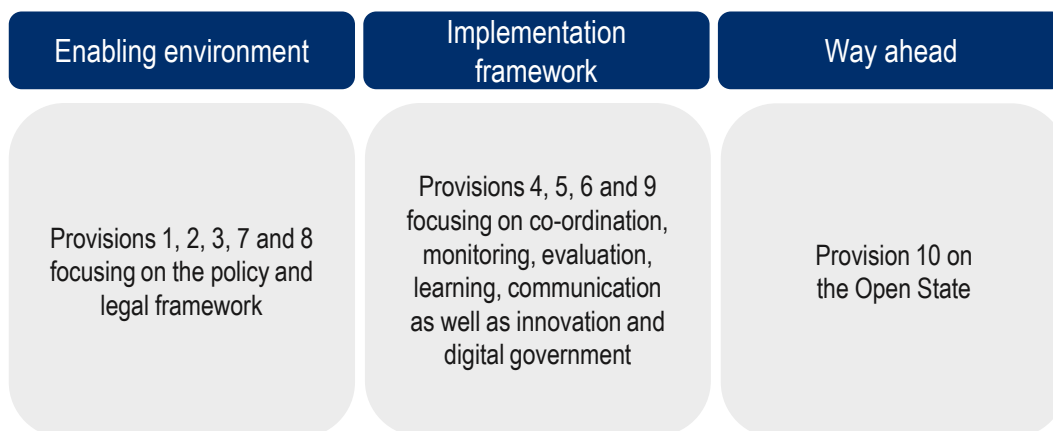 Enabling environment
Implementation
framework
Way ahead
Provisions 1, 2, 3, 7 and 8
focusing on the policy and
legal framework
Provisions 4, 5, 6 and 9
focusing on co-ordination,
monitoring, evaluation,
learning, communication
as well as innovation and
digital government
Provision 10 on
the Open State